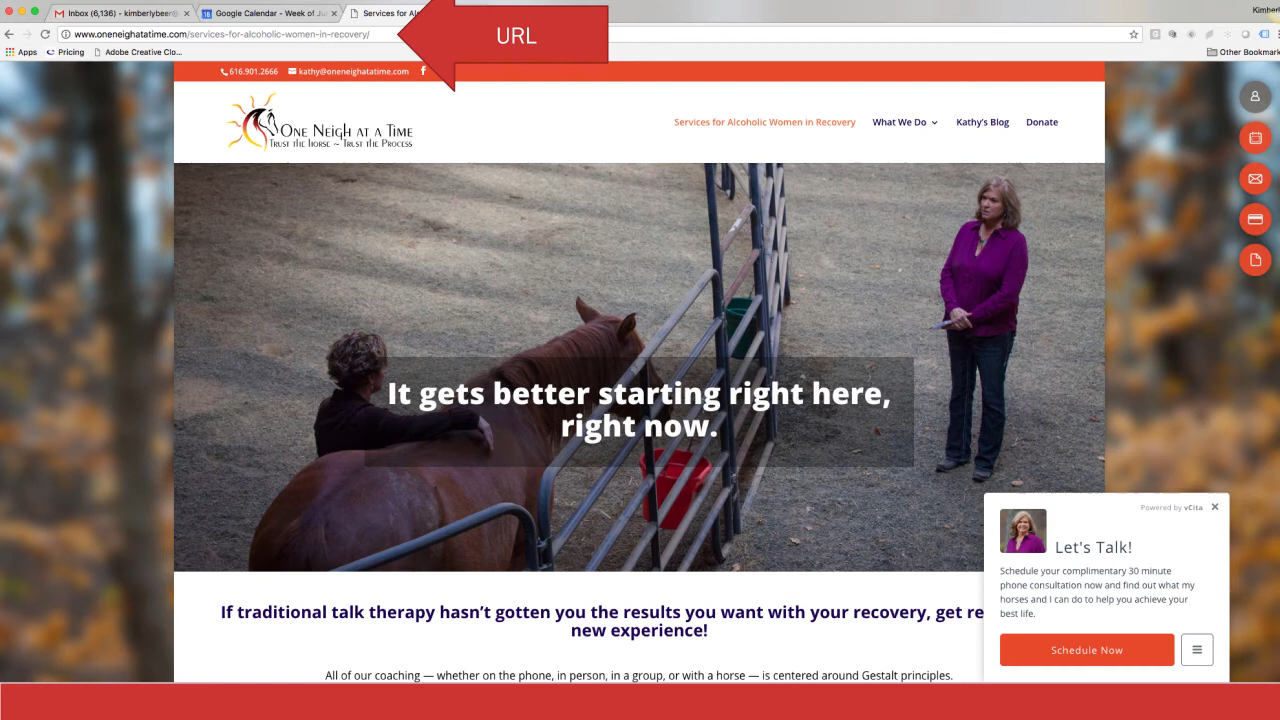 Inbox (6,136) - kimberlybeer@
Google Calendar - Week of Ju
Services for Al
Kimberl
URL
www.oneneighatatime.com/services-for-alcoholic-women-in-recovery/
Apps
Pricing
Adobe Creative Clo...
Other Bookmark
616.901.2666
kathy@oneneighatatime.com
f
One Neigh at a Time
Trust the Horse ~ Trust the Process
Services for Alcoholic Women in Recovery
What We Do
Kathy's Blog
Donate
It gets better starting right here,
right now.
Powered by vCita
Let's Talk!
Schedule your complimentary 30 minute
phone consultation now and find out what my
horses and I can do to help you achieve your
best life.
Schedule Now
If traditional talk therapy hasn't gotten you the results you want with your recovery, get re
new experience!
All of our coaching — whether on the phone, in person, in a group, or with a horse — is centered around Gestalt principles.